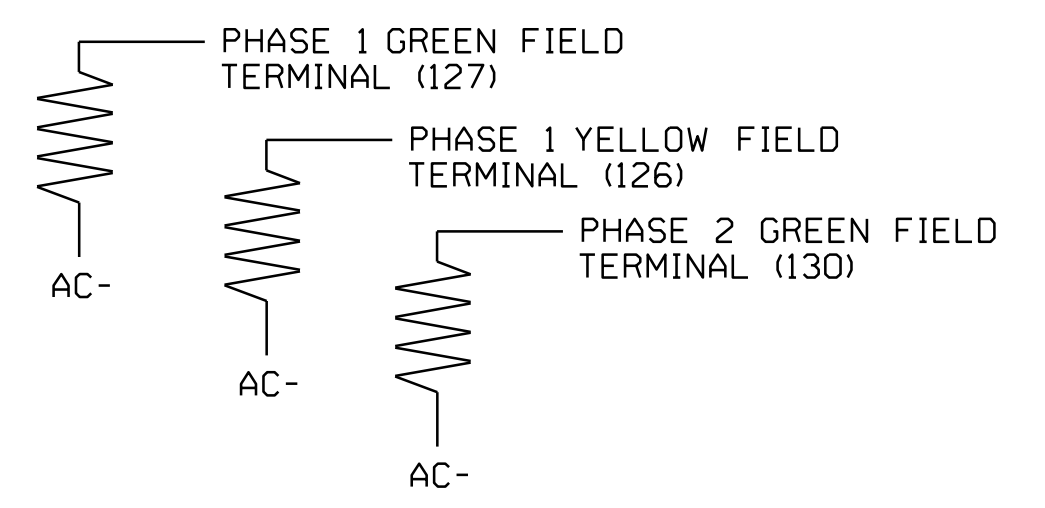 PHASE 1 GREEN FIELD
TERMINAL (127)
AC-
PHASE 1 YELLOW FIELD
TERMINAL (126)
AC-
PHASE 2 GREEN FIELD
TERMINAL (130)
AC-